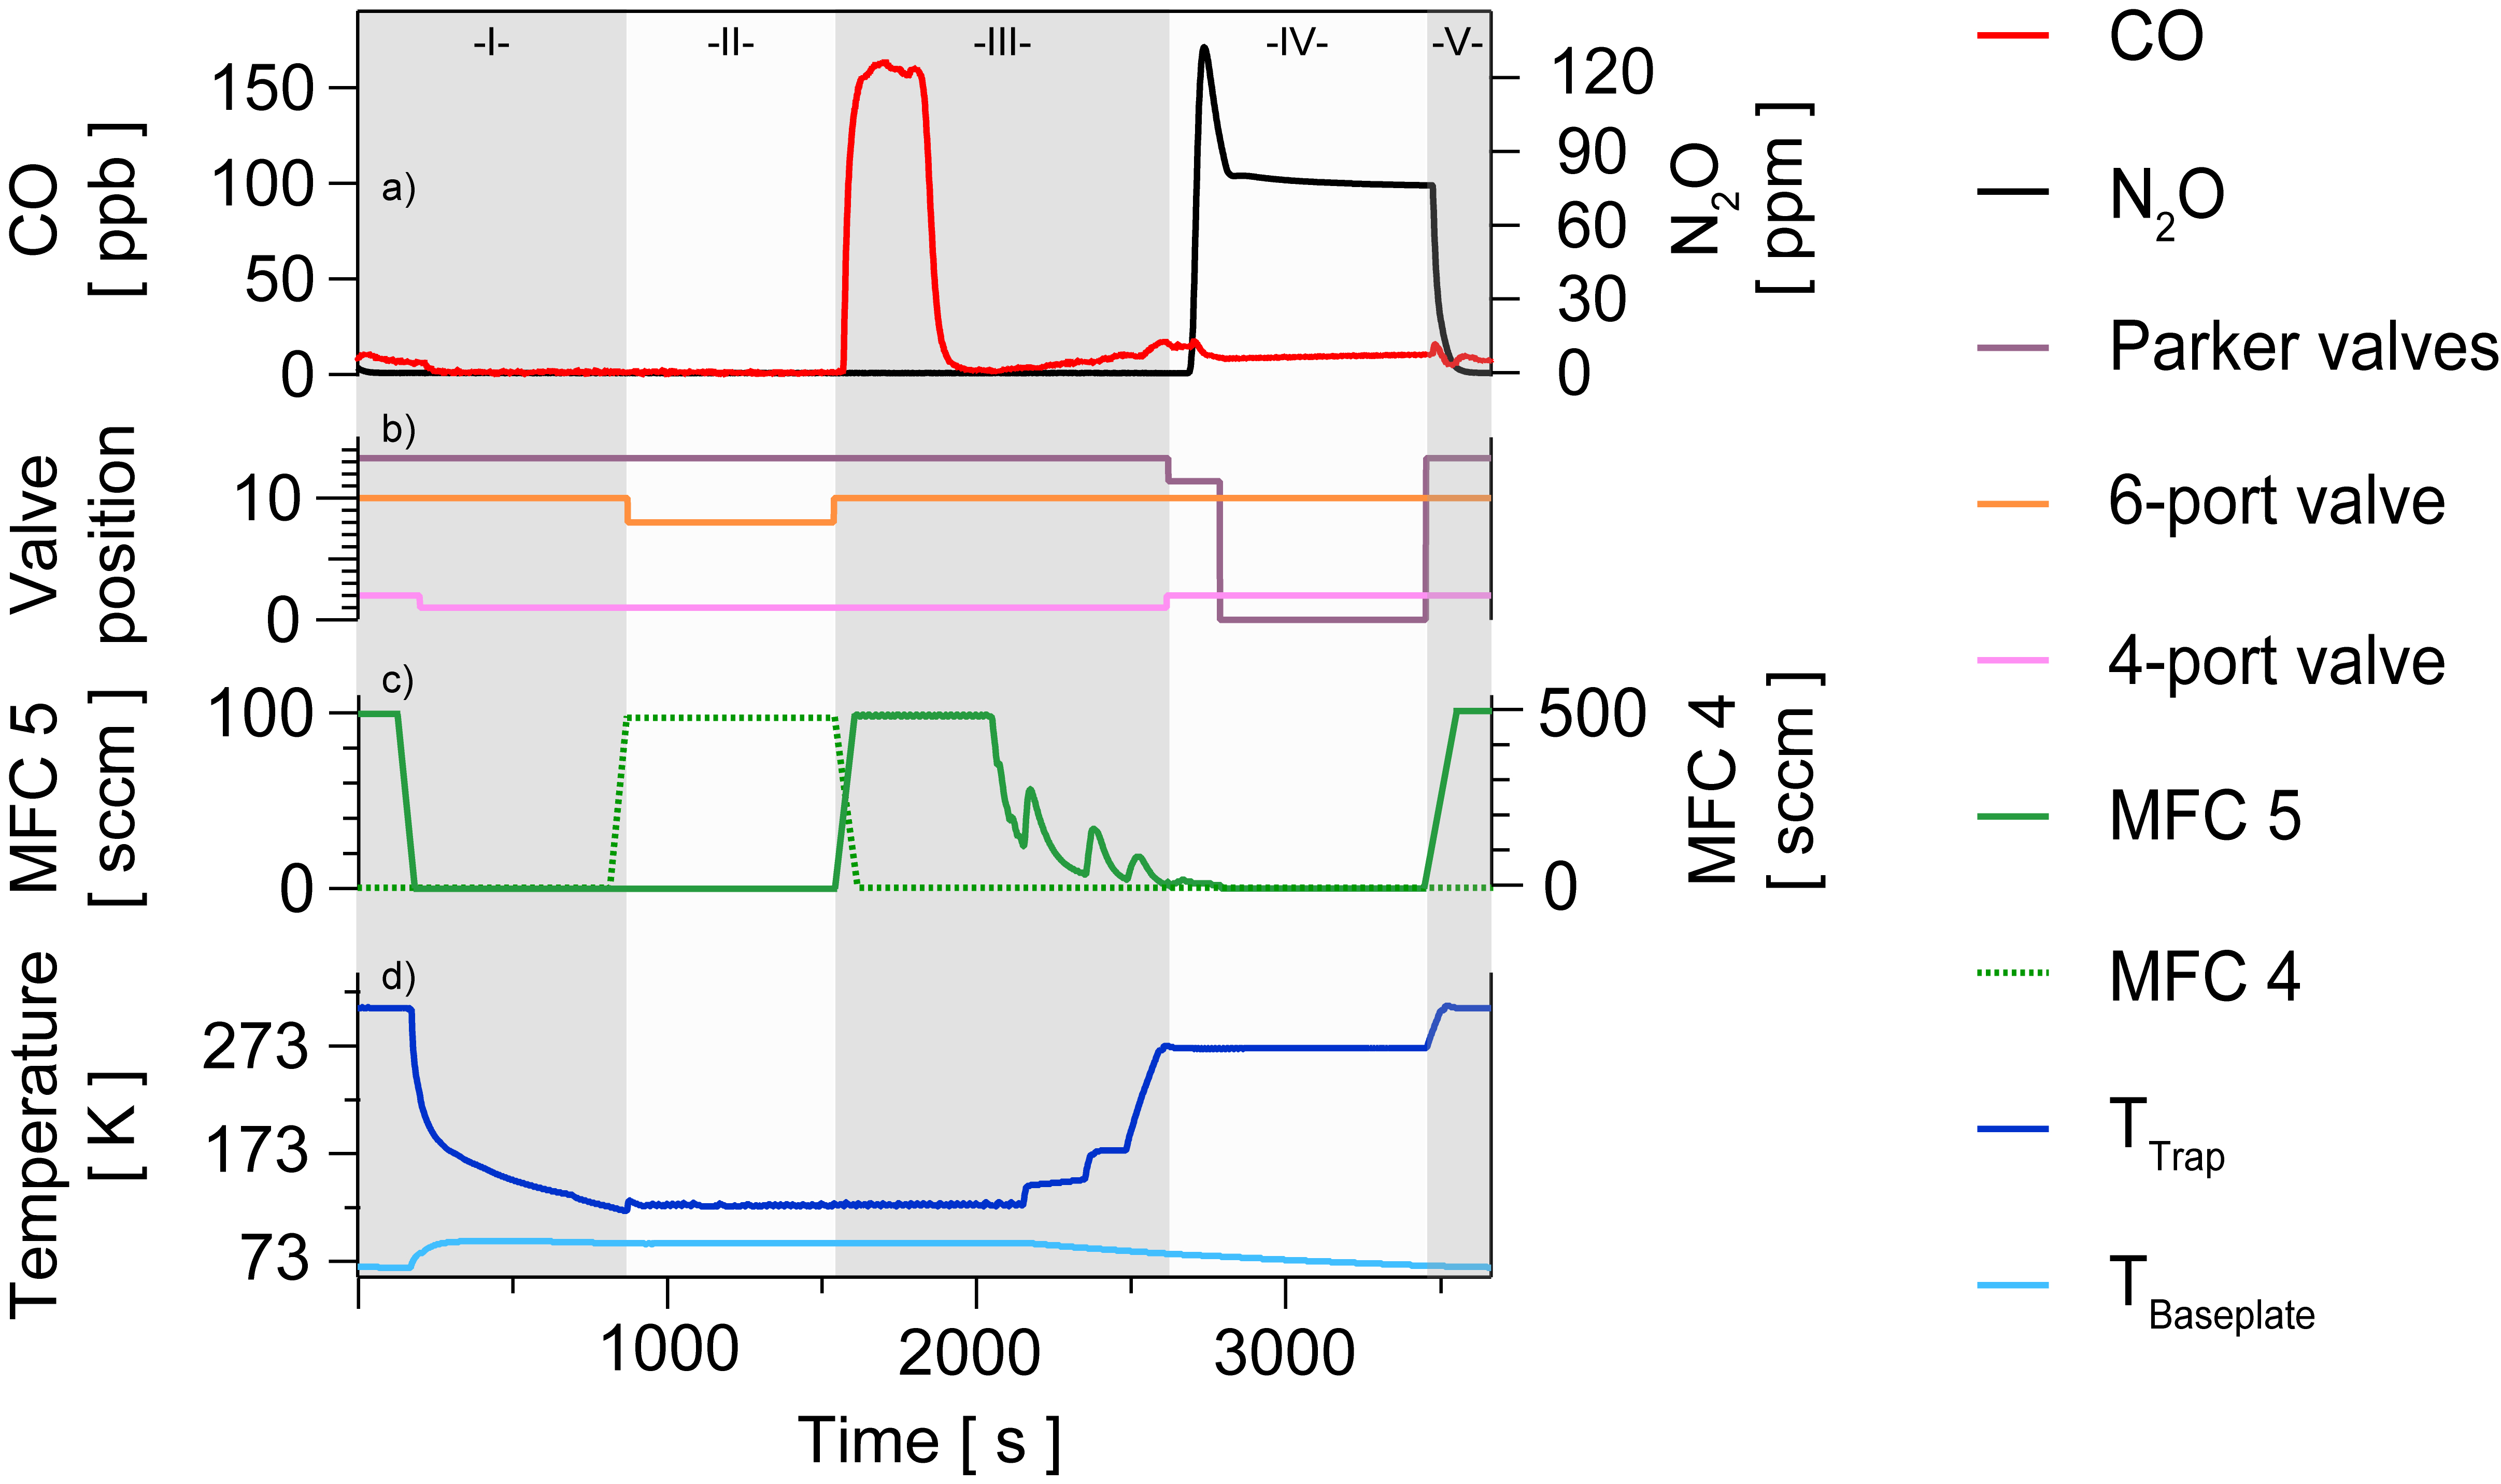 -I- -II- -III- -IV- -V-
a)
CO
[ ppb ]
150
100
50
0
120
90
60
30
0
N2O
[ ppm ]
b)
Valve
position
10
0
c)
MFC 5
[ sccm ]
100
0
500
0
MFC 4
[ sccm ]
d)
Temperature
[ K ]
273
173
73
1000 2000 3000
Time [ s ]
CO
N2O
Parker valves
6-port valve
4-port valve
MFC 5
MFC 4
TTrap
TBaseplate